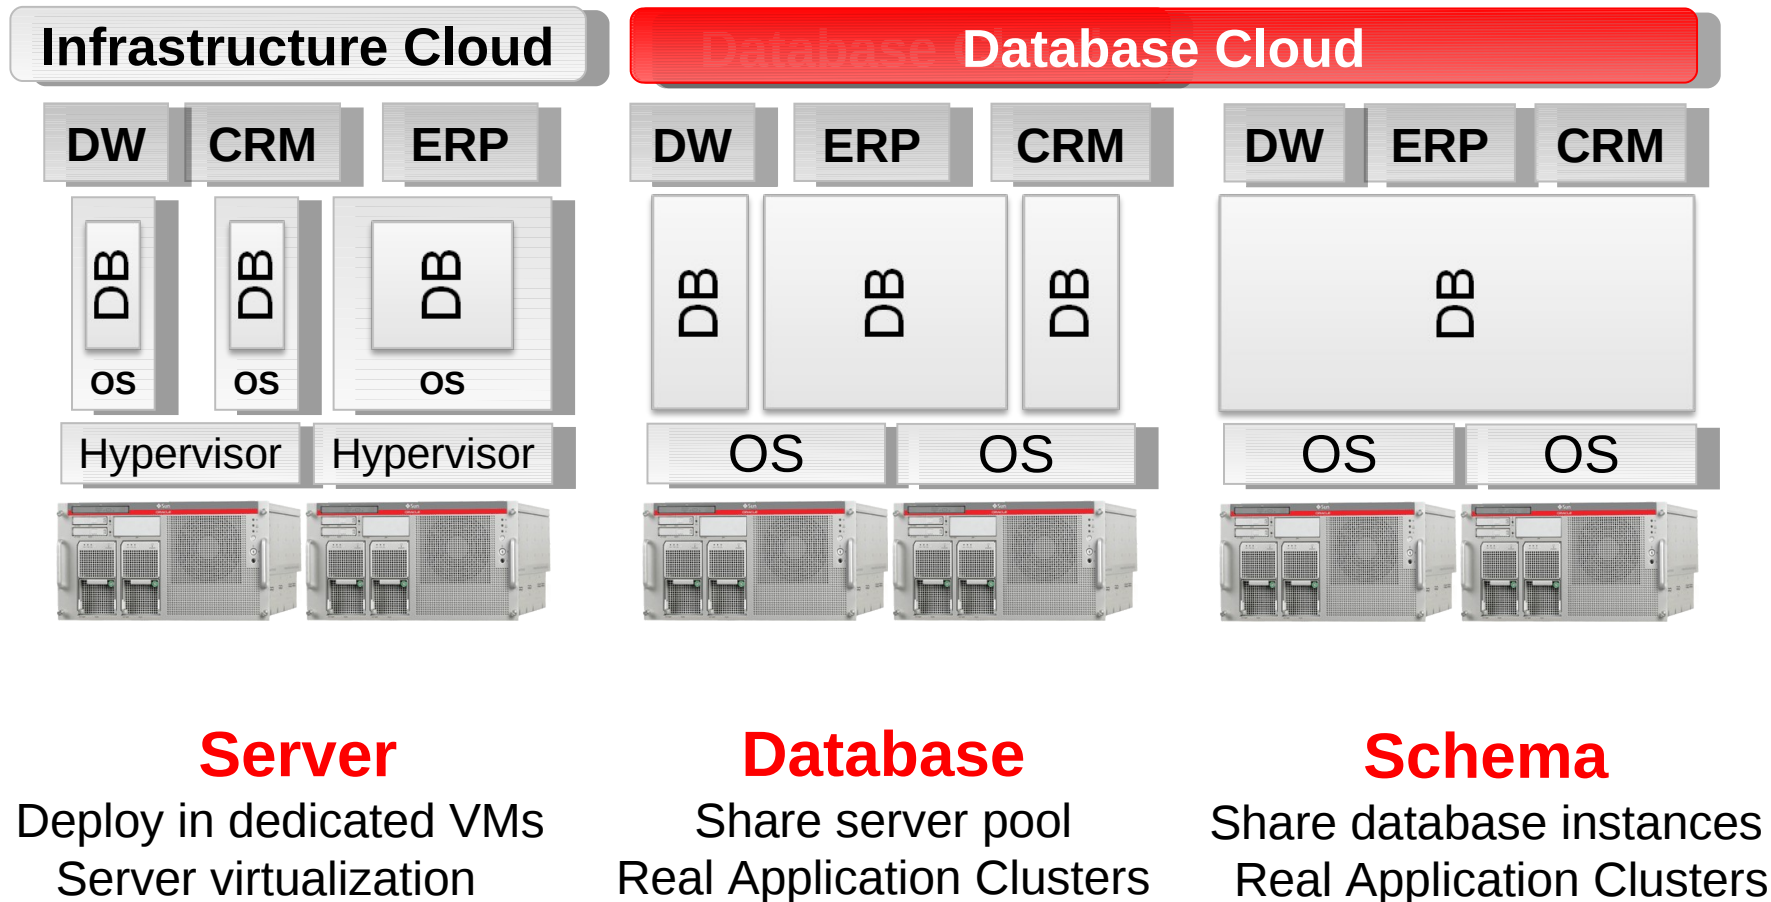 Infrastructure Cloud
Database Cloud
DW CRM ERP
DW ERP CRM
DW ERP CRM
DB DB DB
DB DB DB
DB
OS OS OS
Hypervisor Hypervisor
OS OS
OS OS
Server
Deploy in dedicated VMs
Server virtualization
Database
Share server pool
Real Application Clusters
Schema
Share database instances
Real Application Clusters